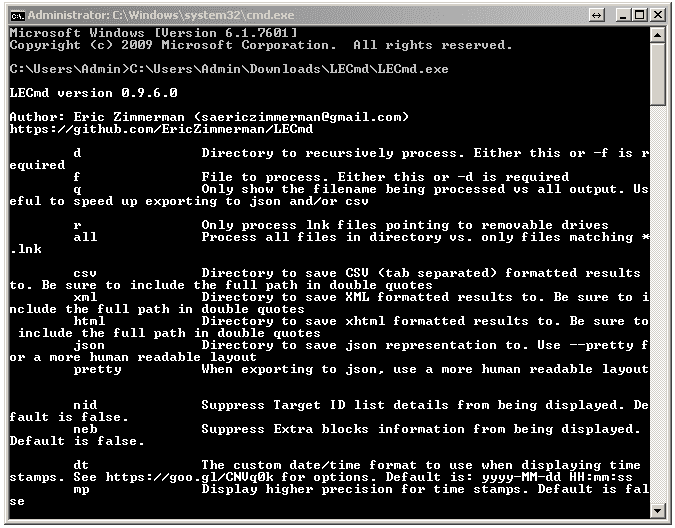 Administrator: C:\Windows\system32\cmd.exe
Microsoft Windows [Version 6.1.7601]
Copyright (c) 2009 Microsoft Corporation.  All rights reserved.
C:\Users\Admin>C:\Users\Admin\Downloads\LECmd\LECmd.exe
LECmd version 0.9.6.0
Author: Eric Zimmerman (saericzimmerman@gmail.com)
https://github.com/EricZimmerman/LECmd
        d               Directory to recursively process. Either this or -f is r
equired
        f               File to process. Either this or -d is required
        q               Only show the filename being processed vs all output. Us
eful to speed up exporting to json and/or csv
        r               Only process lnk files pointing to removable drives
        all             Process all files in directory vs. only files matching *
.lnk
        csv             Directory to save CSV (tab separated) formatted results
to. Be sure to include the full path in double quotes
        xml             Directory to save XML formatted results to. Be sure to i
nclude the full path in double quotes
        html            Directory to save xhtml formatted results to. Be sure to
 include the full path in double quotes
        json            Directory to save json representation to. Use --pretty f
or a more human readable layout
        pretty          When exporting to json, use a more human readable layout
        nid             Suppress Target ID list details from being displayed. De
fault is false.
        neb             Suppress Extra blocks information from being displayed.
Default is false.
        dt              The custom date/time format to use when displaying time
stamps. See https://goo.gl/CNVq0k for options. Default is: yyyy-MM-dd HH:mm:ss
        mp              Display higher precision for time stamps. Default is fal
se